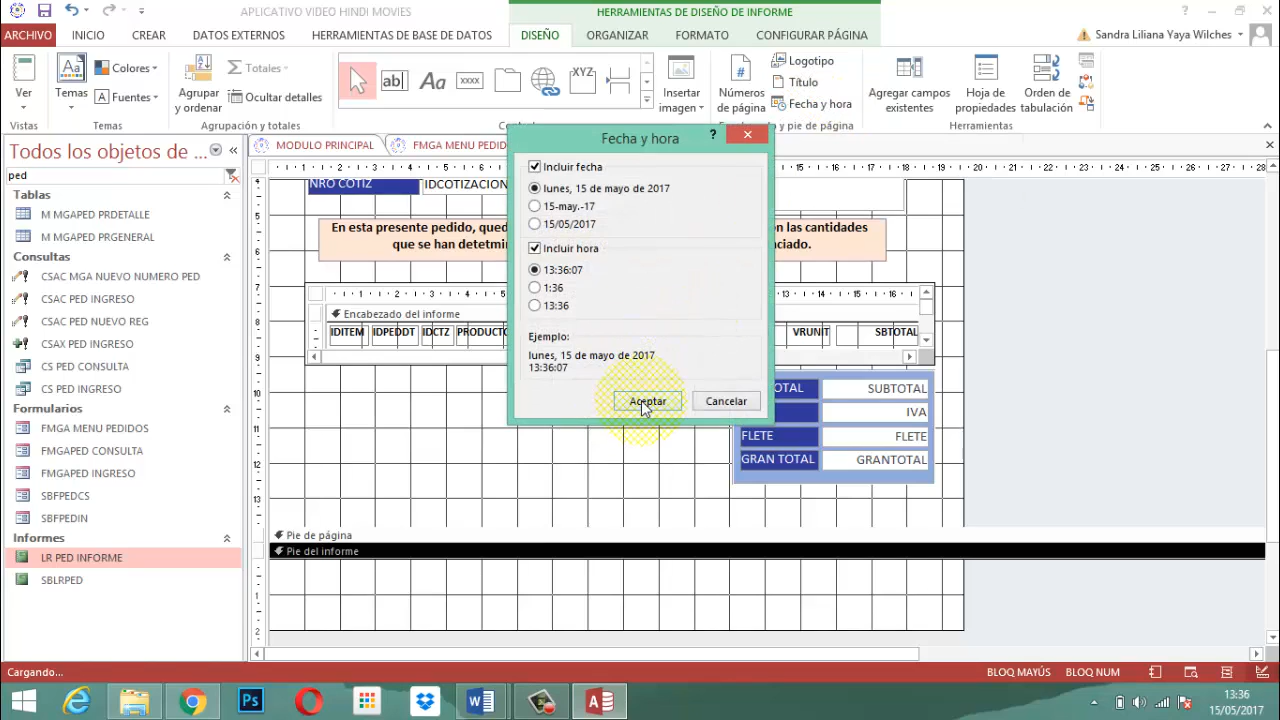 APLICATIVO VIDEO HINDI MOVIES
HERRAMIENTAS DE DISEÑO DE INFORME
ARCHIVO INICIO CREAR DATOS EXTERNOS HERRAMIENTAS DE BASE DE DATOS DISEÑO ORGANIZAR FORMATO CONFIGURAR PÁGINA
Sandra Liliana Yaya Wilches
Ver
Temas
Colores
Fuentes
Agrupar y ordenar
Totales
Ocultar detalles
ab|
Aa
xxxx
XYZ
Insertar imagen
Números de página
Logotipo
Título
Fecha y hora
Agregar campos existentes
Hoja de propiedades
Orden de tabulación
Vistas
Temas
Agrupación y totales
Herramientas
Todos los objetos de ...
ped
Tablas
M MGAPED PRDETALLE
M MGAPED PRGENERAL
Consultas
CSAC MGA NUEVO NUMERO PED
CSAC PED INGRESO
CSAC PED NUEVO REG
CSAX PED INGRESO
CS PED CONSULTA
CS PED INGRESO
Formularios
FMGA MENU PEDIDOS
FMGAPED CONSULTA
FMGAPED INGRESO
SBFPEDCS
SBFPEDIN
Informes
LR PED INFORME
SBLRPED
MODULO PRINCIPAL
FMGA MENU PEDID
NRO COTIZ
IDCOTIZACION
En esta presente pedido, qued
on las cantidades
que se han determin
nciado.
Encabezado del informe
IDITEM IDPEDDT IDCTZ PRODUCTO
VRUNIT SBTOTAL
OTAL SUBTOTAL
IVA
FLETE FLETE
GRAN TOTAL GRANTOTAL
Pie de página
Pie del informe
Fecha y hora
Incluir fecha
lunes, 15 de mayo de 2017
15-may.-17
15/05/2017
Incluir hora
13:36:07
1:36
13:36
Ejemplo:
lunes, 15 de mayo de 2017
13:36:07
Aceptar
Cancelar
Cargando...
BLOQ MAYÚS BLOQ NUM
13:36
15/05/2017